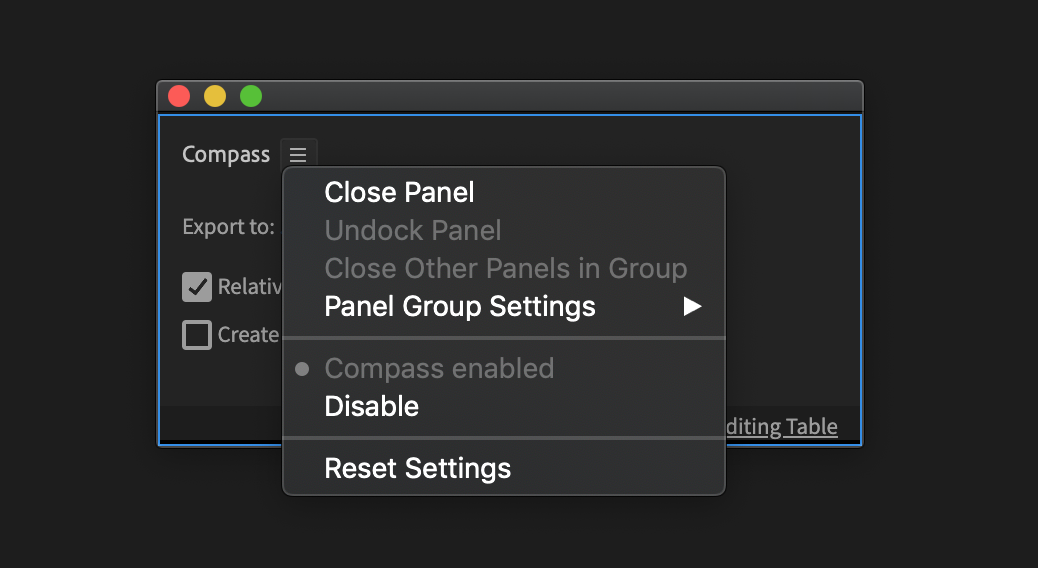 Compass
Close Panel
Undock Panel
Close Other Panels in Group
Panel Group Settings
Export to:
Relativ
Create
Compass enabled
Disable
diting Table
Reset Settings